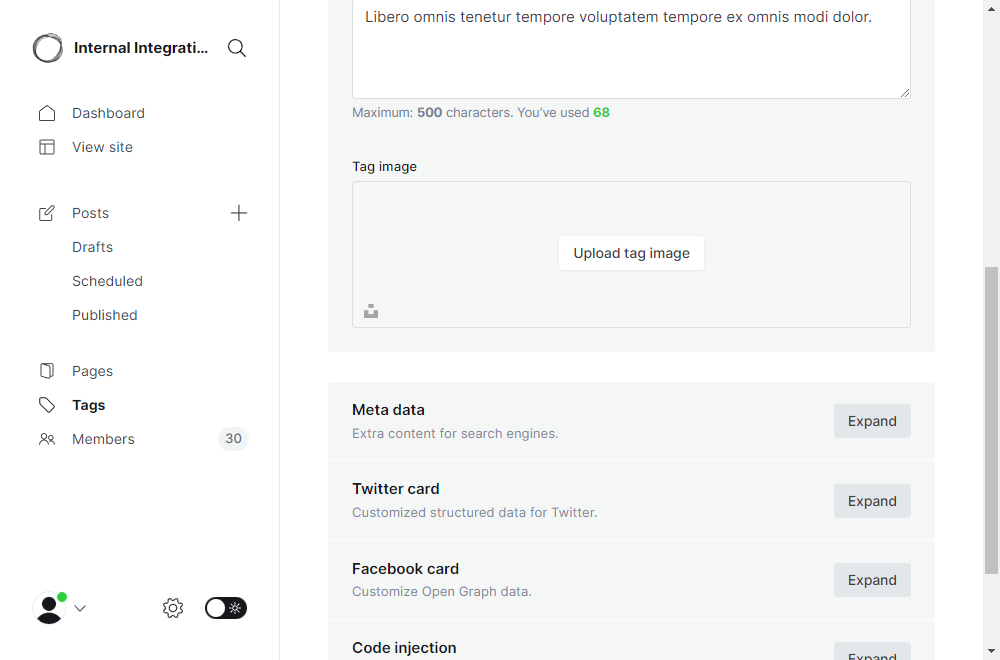 Internal Integrati...
Dashboard
View site
Posts
Drafts
Scheduled
Published
Pages
Tags
Members 30
Libero omnis tenetur tempore voluptatem tempore ex omnis modi dolor.
Maximum: 500 characters. You’ve used 68
Tag image
Upload tag image
Meta data
Extra content for search engines.
Expand
Twitter card
Customized structured data for Twitter.
Expand
Facebook card
Customize Open Graph data.
Expand
Code injection
Expand